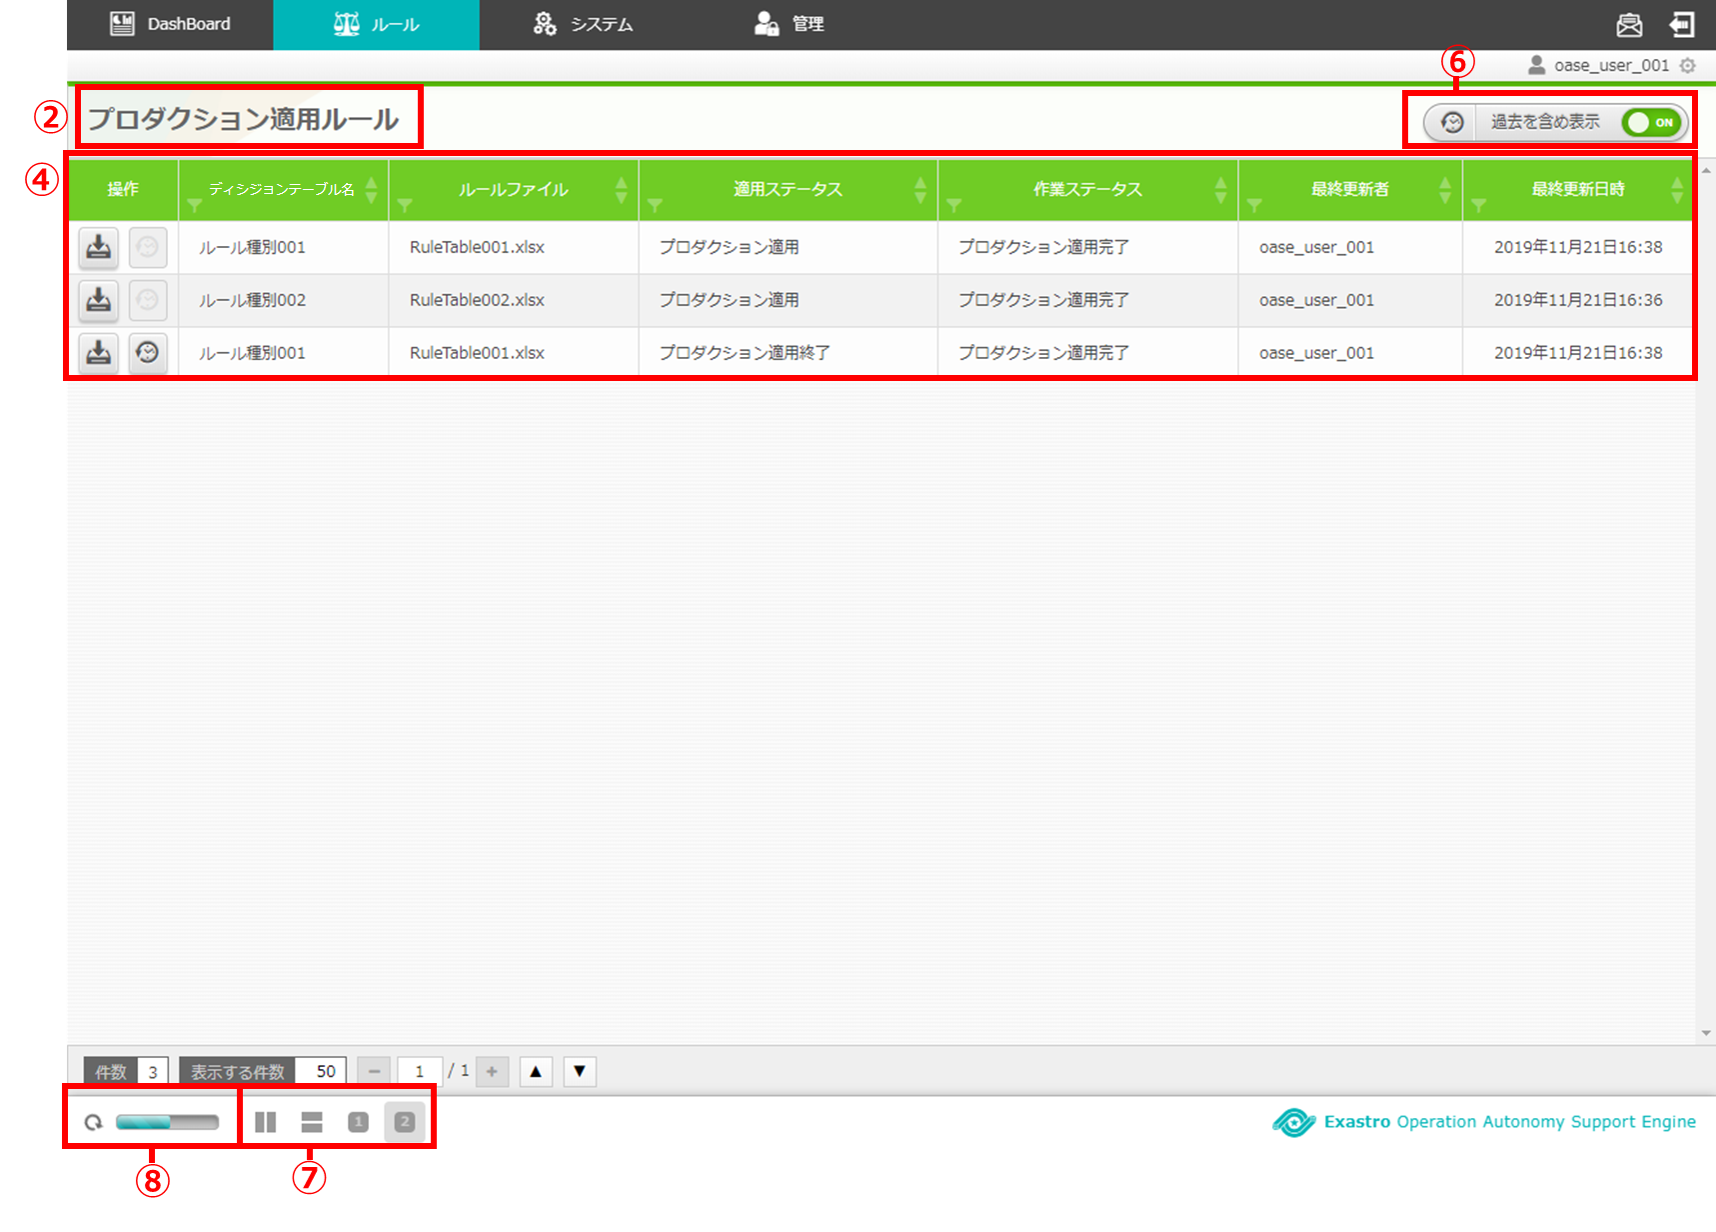 DashBoard ルール システム 管理
⑥ oase_user_001
② プロダクション適用ルール 過去を含め表示 ON
④ 操作 ディシジョンテーブル名 ルールファイル 適用ステータス 作業ステータス 最終更新者 最終更新日時
ルール種別001 RuleTable001.xlsx プロダクション適用 プロダクション適用完了 oase_user_001 2019年11月21日16:38
ルール種別002 RuleTable002.xlsx プロダクション適用 プロダクション適用完了 oase_user_001 2019年11月21日16:36
ルール種別001 RuleTable001.xlsx プロダクション適用終了 プロダクション適用完了 oase_user_001 2019年11月21日16:38
件数 3 表示する件数 50 − 1 / 1 + ▲ ▼
1 2 Exastro Operation Autonomy Support Engine
⑧ ⑦